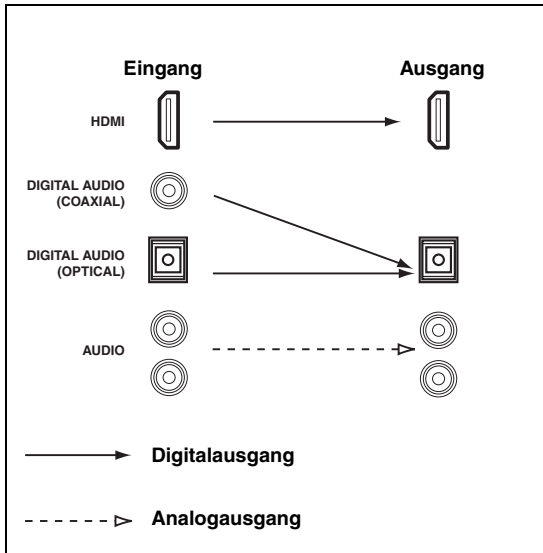 Eingang Ausgang
HDMI
DIGITAL AUDIO
(COAXIAL)
DIGITAL AUDIO
(OPTICAL)
AUDIO
Digitalausgang
Analogausgang